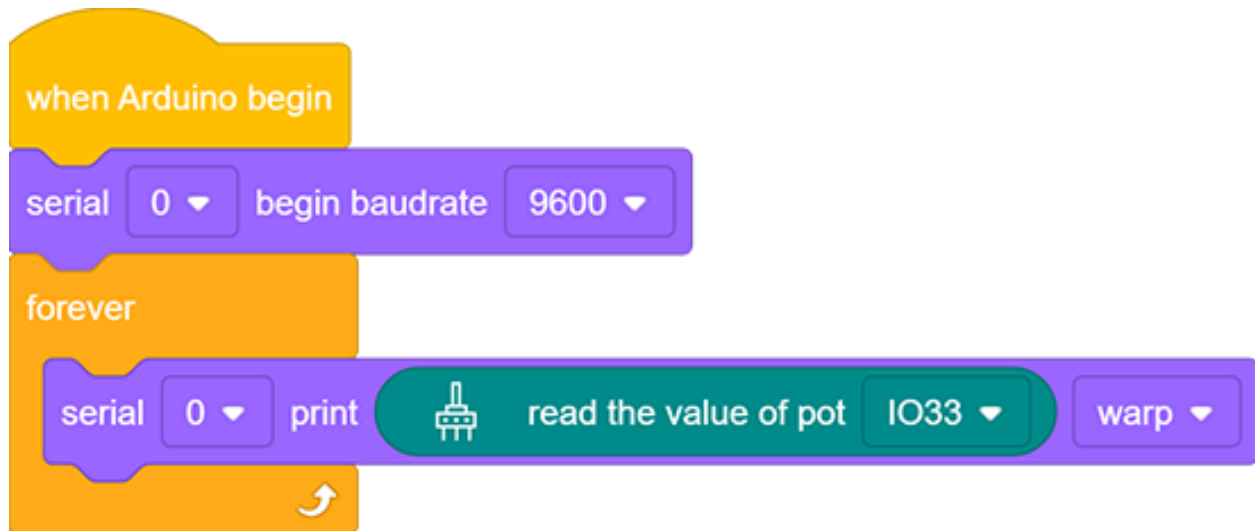 when Arduino begin
serial 0 begin baudrate 9600
forever
serial 0 print read the value of pot IO33 warp